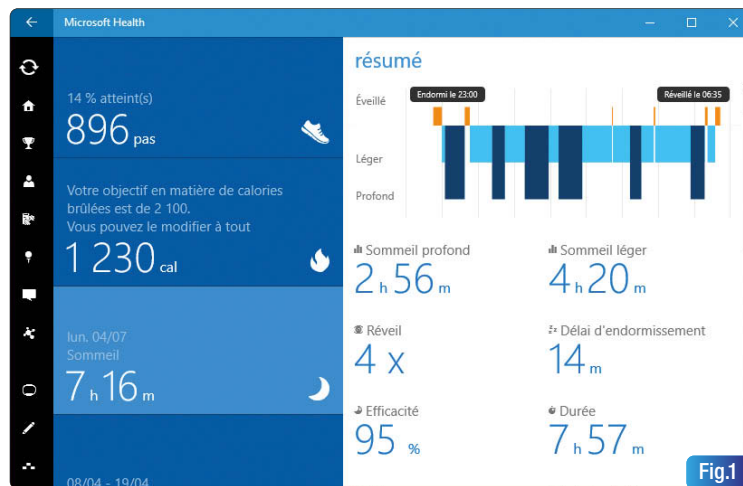 Microsoft Health
14 % atteint(s)
896 pas
Votre objectif en matière de calories
brûlées est de 2 100.
Vous pouvez le modifier à tout
1 230 cal
lun. 04/07
Sommeil
7 h 16 m
08/04 - 19/04
résumé
Endormi le 23:00
Réveillé le 06:35
Éveillé
Léger
Profond
Sommeil profond
2 h 56 m
Sommeil léger
4 h 20 m
Réveil
4 x
Délai d'endormissement
14 m
Efficacité
95 %
Durée
7 h 57 m
Fig.1